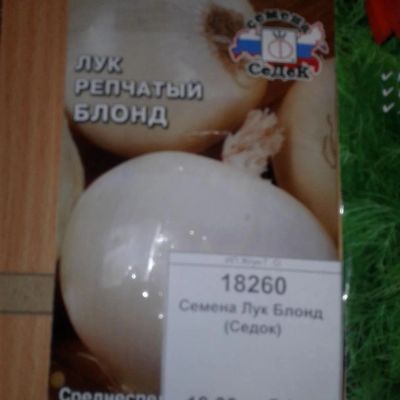 семена
СеДеК
ЛУК
РЕПЧАТЫЙ
БЛОНД
18260
Семена Лук Блонд
(Седок)